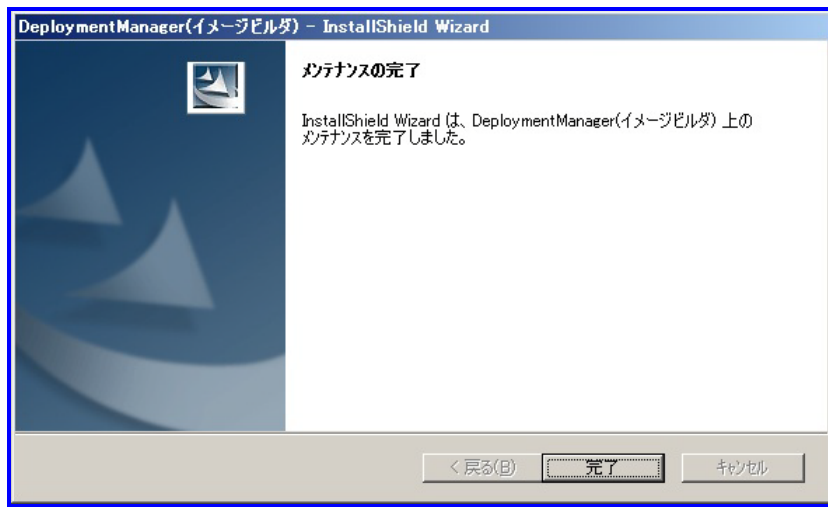 DeploymentManager(イメージビルダ) - InstallShield Wizard
メンテナンスの完了
InstallShield Wizard は、DeploymentManager(イメージビルダ) 上の
メンテナンスを完了しました。
< 戻る(B)
完了
キャンセル